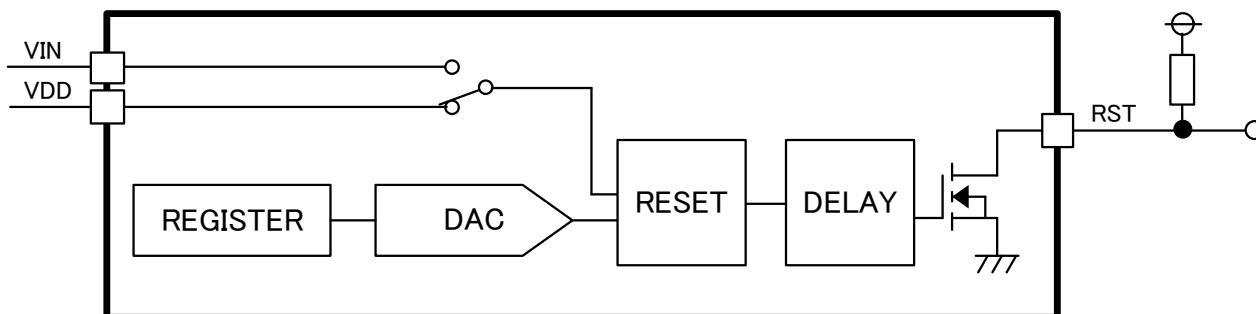 VIN
VDD
RST
RESET
DELAY
REGISTER
DAC